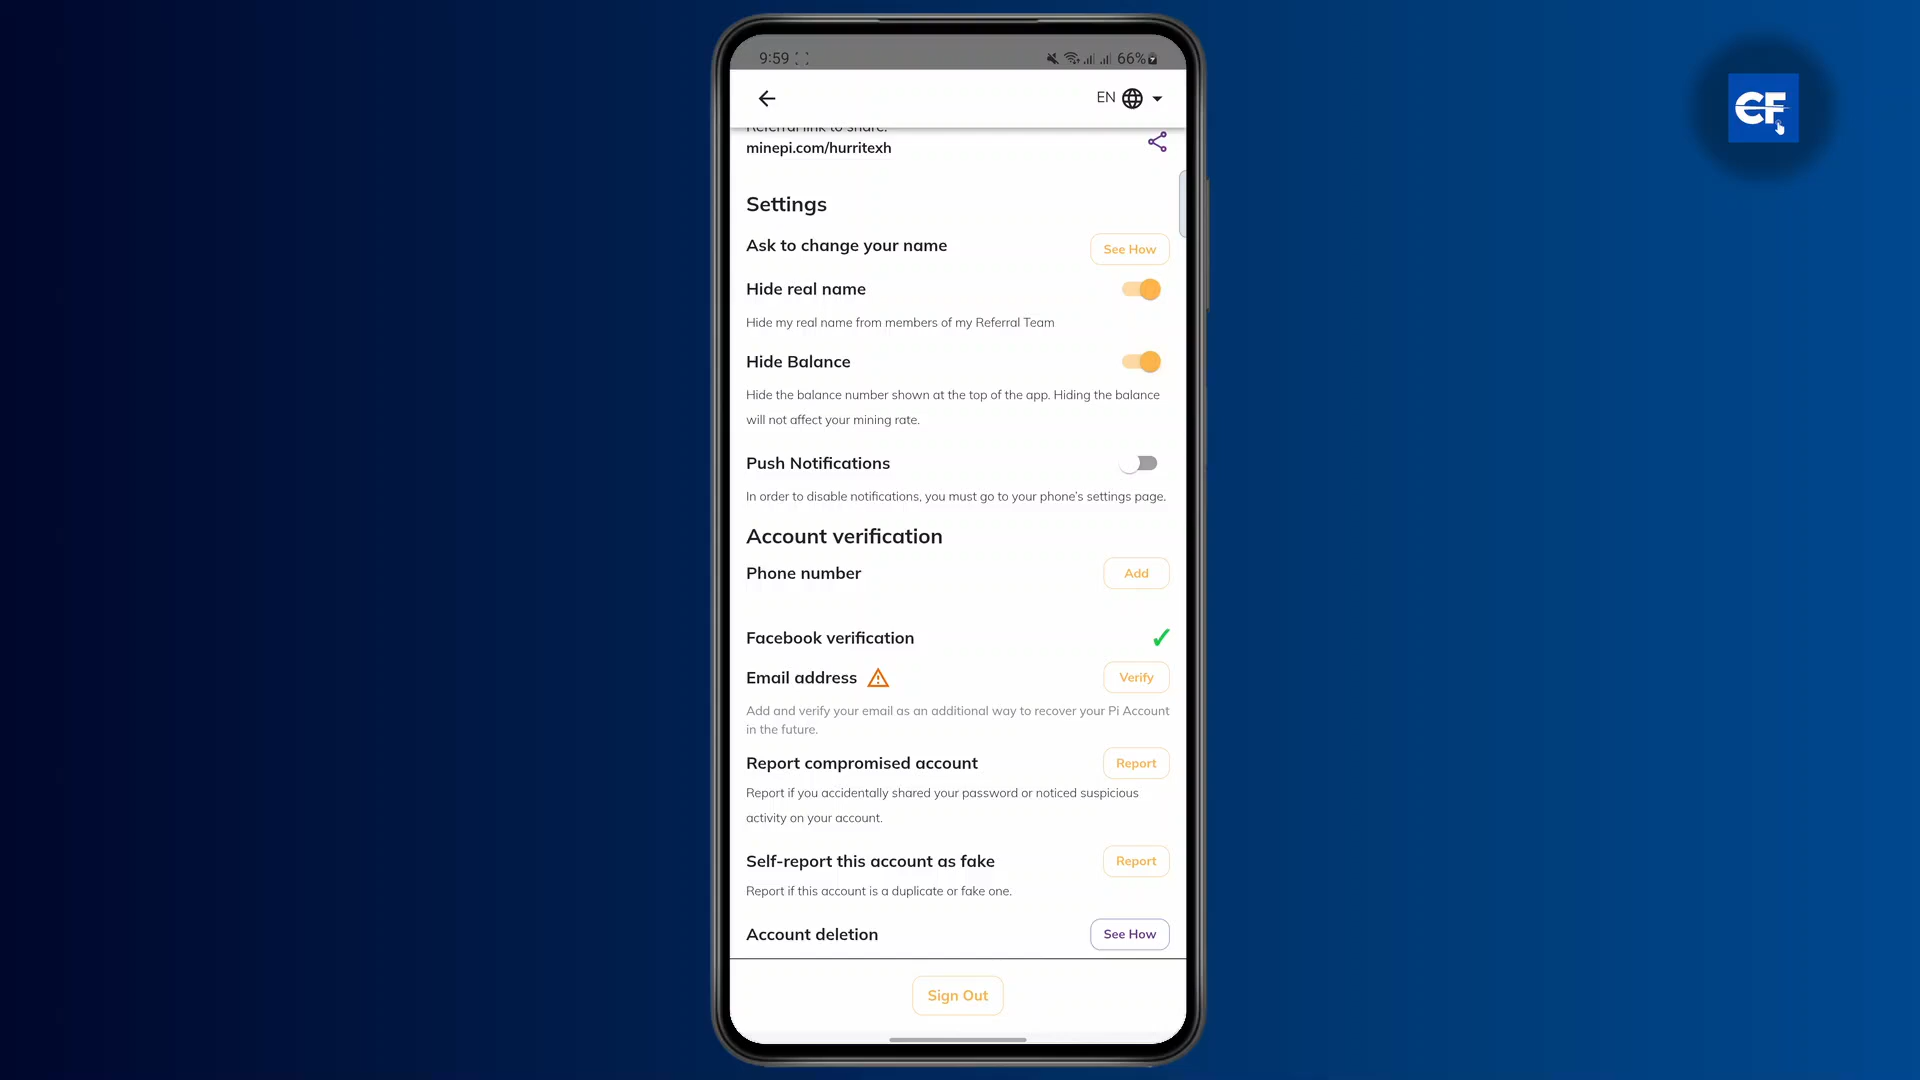 9:59
66%
EN
Referral link to share:
minepi.com/hurritexh
Settings
Ask to change your name
See How
Hide real name
Hide my real name from members of my Referral Team
Hide Balance
Hide the balance number shown at the top of the app. Hiding the balance
will not affect your mining rate.
Push Notifications
In order to disable notifications, you must go to your phone's settings page.
Account verification
Phone number
Add
Facebook verification
Email address
Verify
Add and verify your email as an additional way to recover your Pi Account
in the future.
Report compromised account
Report
Report if you accidentally shared your password or noticed suspicious
activity on your account.
Self-report this account as fake
Report
Report if this account is a duplicate or fake one.
Account deletion
See How
Sign Out
CF